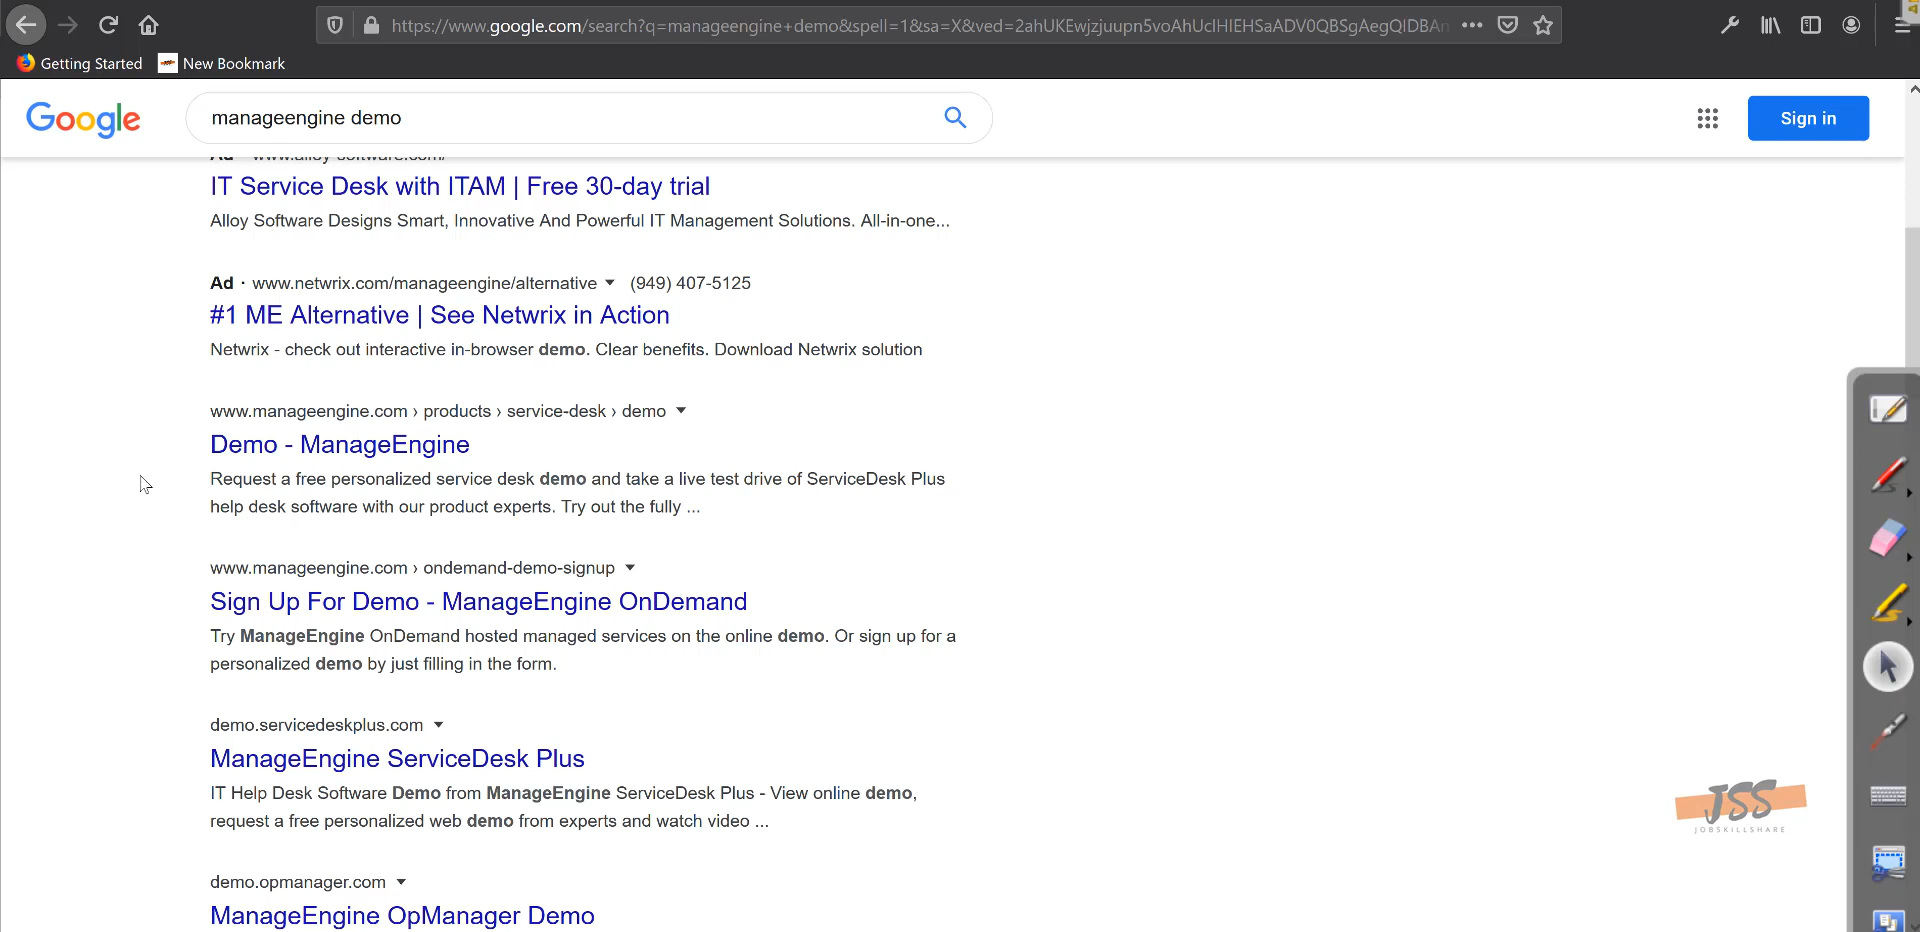 https://www.google.com/search?q=manageengine+demo&spell=1&sa=X&ved=2ahUKEwjzjuupn5voAhUclHIEHSaADV0QBSgAegQIDBAn
Getting Started New Bookmark
Google
manageengine demo
Sign in
Ad · www.alloy-software.com/
IT Service Desk with ITAM | Free 30-day trial
Alloy Software Designs Smart, Innovative And Powerful IT Management Solutions. All-in-one...
Ad · www.netwrix.com/manageengine/alternative (949) 407-5125
#1 ME Alternative | See Netwrix in Action
Netwrix - check out interactive in-browser demo. Clear benefits. Download Netwrix solution
www.manageengine.com › products › service-desk › demo
Demo - ManageEngine
Request a free personalized service desk demo and take a live test drive of ServiceDesk Plus
help desk software with our product experts. Try out the fully ...
www.manageengine.com › ondemand-demo-signup
Sign Up For Demo - ManageEngine OnDemand
Try ManageEngine OnDemand hosted managed services on the online demo. Or sign up for a
personalized demo by just filling in the form.
demo.servicedeskplus.com
ManageEngine ServiceDesk Plus
IT Help Desk Software Demo from ManageEngine ServiceDesk Plus - View online demo,
request a free personalized web demo from experts and watch video ...
JSS
JOBSKILLSHARE
demo.opmanager.com
ManageEngine OpManager Demo